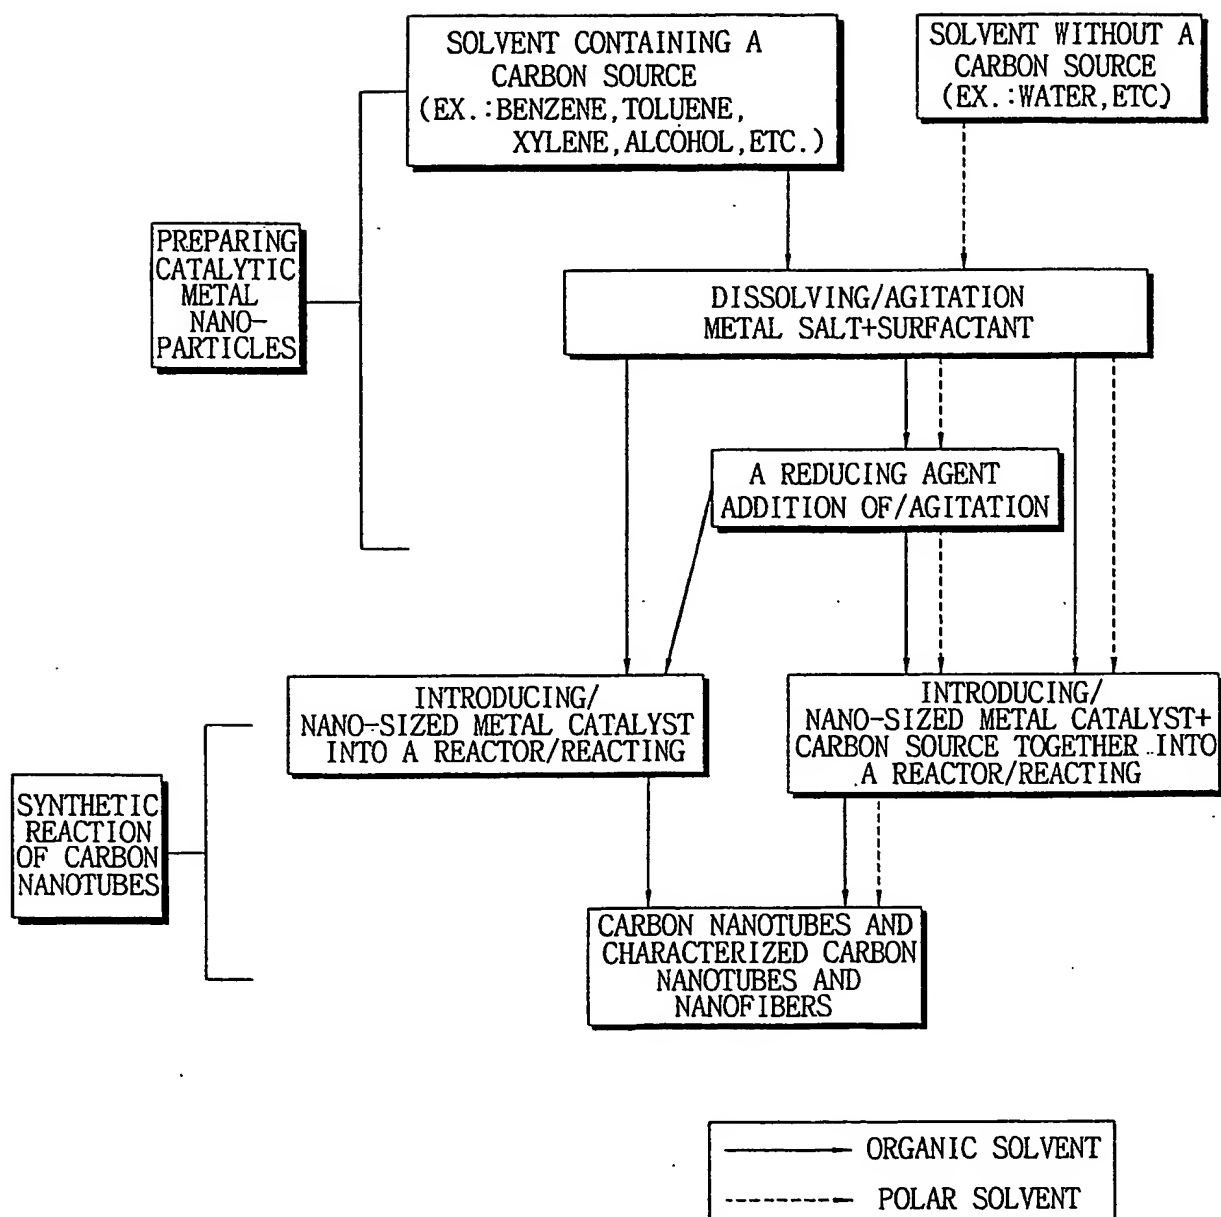 SOLVENT CONTAINING A
CARBON SOURCE
(EX.:BENZENE,TOLUENE,
XYLENE,ALCOHOL,ETC.)
SOLVENT WITHOUT A
CARBON SOURCE
(EX.:WATER,ETC)
PREPARING
CATALYTIC
METAL
NANO-
PARTICLES
DISSOLVING/AGITATION
METAL SALT+SURFACTANT
A REDUCING AGENT
ADDITION OF/AGITATION
INTRODUCING/
NANO-SIZED METAL CATALYST
INTO A REACTOR/REACTING
INTRODUCING/
NANO-SIZED METAL CATALYST+
CARBON SOURCE TOGETHER INTO
A REACTOR/REACTING
SYNTHETIC
REACTION
OF CARBON
NANOTUBES
CARBON NANOTUBES AND
CHARACTERIZED CARBON
NANOTUBES AND
NANOFIBERS
ORGANIC SOLVENT
POLAR SOLVENT